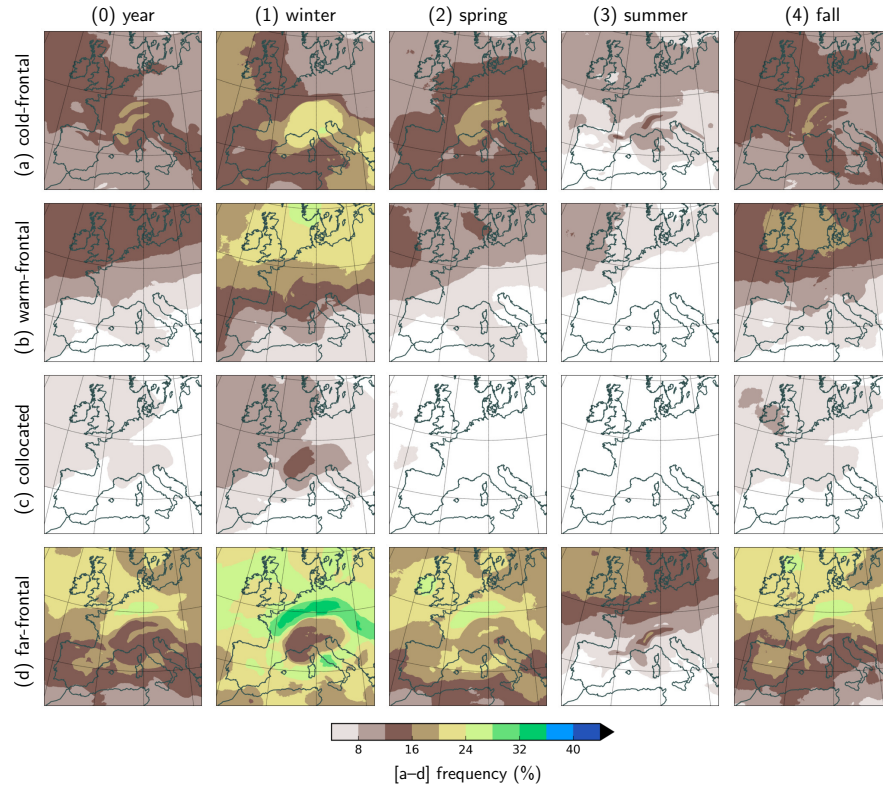 (0) year (1) winter (2) spring (3) summer (4) fall
(a) cold-frontal
(b) warm-frontal
(c) collocated
(d) far-frontal
8 16 24 32 40
[a–d] frequency (%)